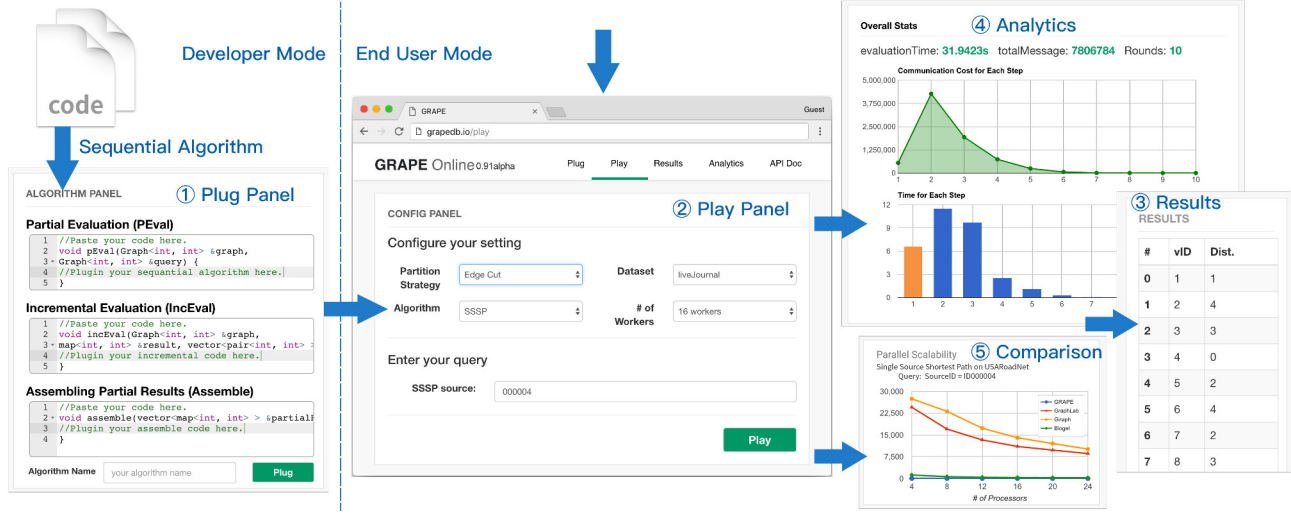 code
Developer Mode
Sequential Algorithm
ALGORITHM PANEL
① Plug Panel
Partial Evaluation (PEval)
1 //Paste your code here.
2 void pEval(Graph<int, int> &graph,
3 Graph<int, int> &query) {
4 //Plugin your sequantial algorithm here.
5 }
Incremental Evaluation (IncEval)
1 //Paste your code here.
2 void incEval(Graph<int, int> &graph,
3 map<int, int> &result, vector<pair<int, int> >
4 //Plugin your incremental code here.
5 }
Assembling Partial Results (Assemble)
1 //Paste your code here.
2 void assemble(vector<map<int, int> > &partial
3 //Plugin your assemble code here.
4 }
Algorithm Name your algorithm name Plug
End User Mode
GRAPE × Guest
grapedb.io/play
GRAPE Online 0.91alpha Plug Play Results Analytics API Doc
CONFIG PANEL
② Play Panel
Configure your setting
Partition Strategy Edge Cut Dataset liveJournal
Algorithm SSSP # of Workers 16 workers
Enter your query
SSSP source: 000004
Play
Overall Stats
④ Analytics
evaluationTime: 31.9423s totalMessage: 7806784 Rounds: 10
Communication Cost for Each Step
5,000,000
3,750,000
2,500,000
1,250,000
0
1 2 3 4 5 6 7 8 9 10
Time for Each Step
12
9
6
3
0
1 2 3 4 5 6 7
③ Results
RESULTS
# vID Dist.
0 1 1
1 2 4
2 3 3
3 4 0
4 5 2
5 6 4
6 7 2
7 8 3
Parallel Scalability
⑤ Comparison
Single Source Shortest Path on USARoadNet
Query: SourceID = ID000004
30,000
22,500
15,000
7,500
0
GRAPE
GraphLab
Giraph
Blogel
4 8 12 16 20 24
# of Processors